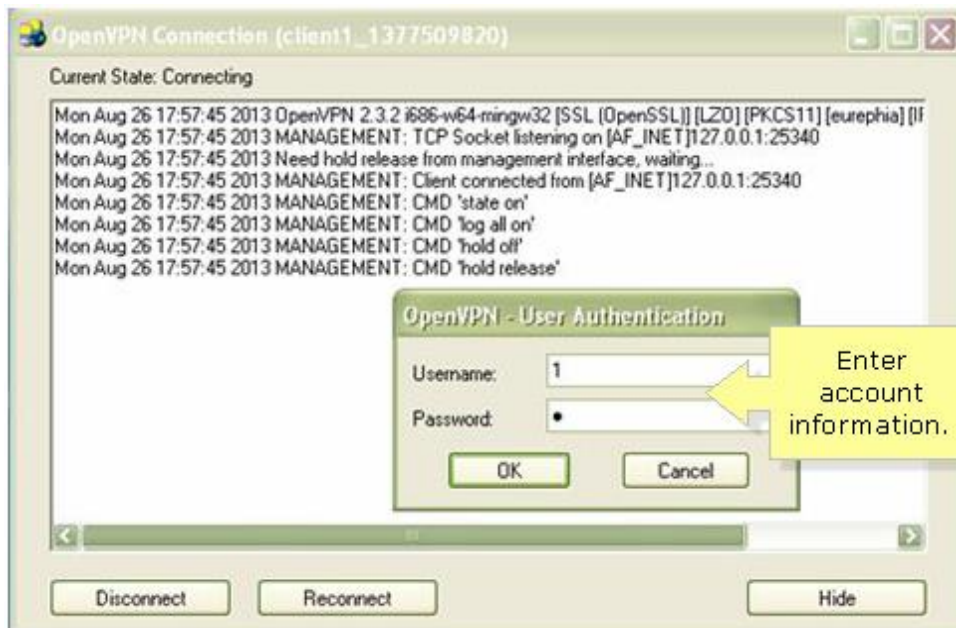 OpenVPN Connection (client1_1377509820)
Current State: Connecting
Mon Aug 26 17:57:45 2013 OpenVPN 2.3.2 i686-w64-mingw32 [SSL (OpenSSL)] [LZO] [PKCS11] [eurephia] [IF
Mon Aug 26 17:57:45 2013 MANAGEMENT: TCP Socket listening on [AF_INET]127.0.0.1:25340
Mon Aug 26 17:57:45 2013 Need hold release from management interface, waiting...
Mon Aug 26 17:57:45 2013 MANAGEMENT: Client connected from [AF_INET]127.0.0.1:25340
Mon Aug 26 17:57:45 2013 MANAGEMENT: CMD 'state on'
Mon Aug 26 17:57:45 2013 MANAGEMENT: CMD 'log all on'
Mon Aug 26 17:57:45 2013 MANAGEMENT: CMD 'hold off'
Mon Aug 26 17:57:45 2013 MANAGEMENT: CMD 'hold release'
OpenVPN - User Authentication
Username: 1
Password: •
OK Cancel
Enter
account
information.
Disconnect Reconnect Hide